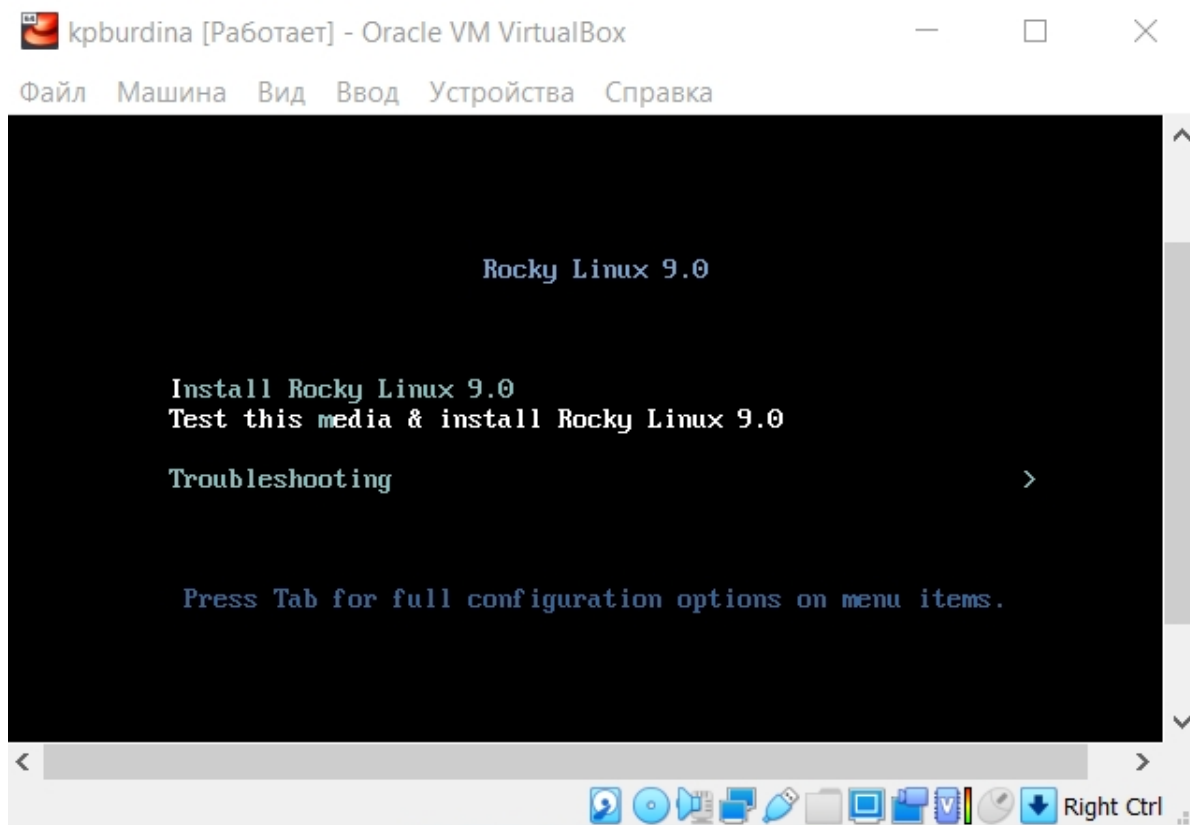 kpburdina [Работает] - Oracle VM VirtualBox
Файл Машина Вид Ввод Устройства Справка
Rocky Linux 9.0
Install Rocky Linux 9.0
Test this media & install Rocky Linux 9.0
Troubleshooting >
Press Tab for full configuration options on menu items.
Right Ctrl